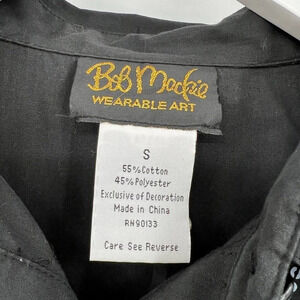 Bob Mackie
WEARABLE ART
S
55%Cotton
45%Polyester
Exclusive of Decoration
Made in China
RN90133
Care See Reverse